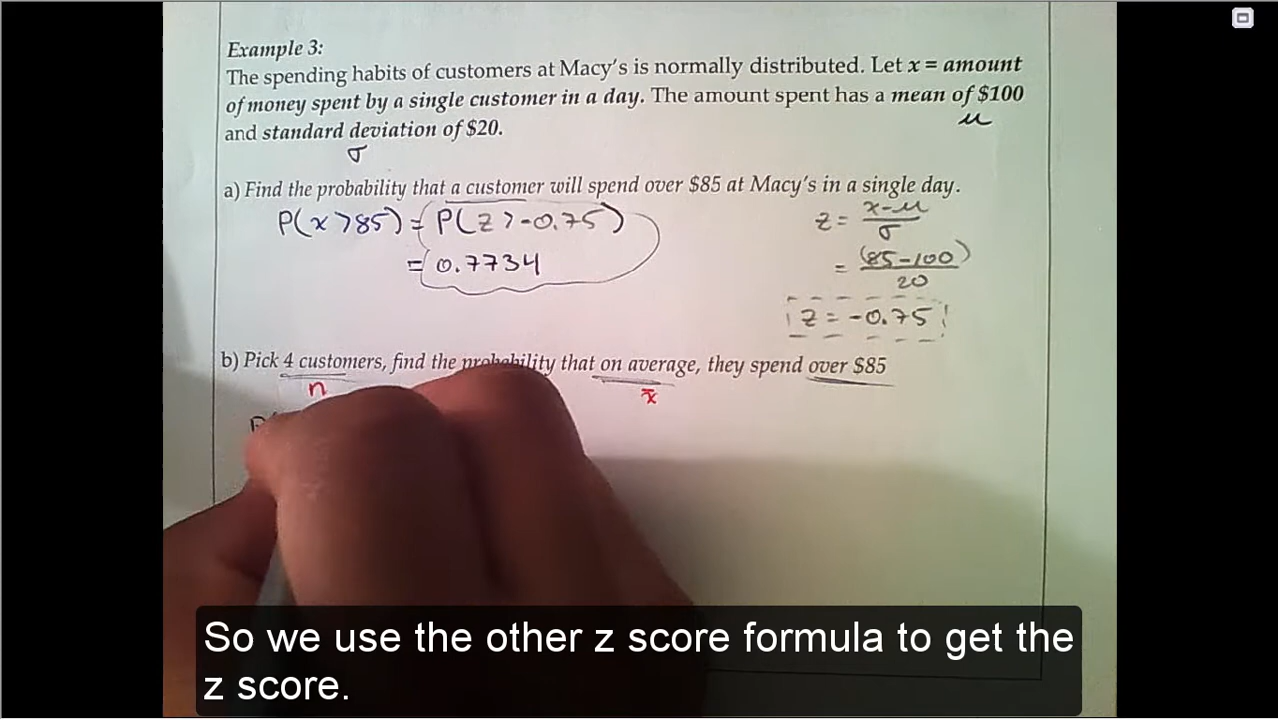 Example 3:
The spending habits of customers at Macy's is normally distributed. Let x = amount
of money spent by a single customer in a day. The amount spent has a mean of $100
μ
and standard deviation of $20.
σ
a) Find the probability that a customer will spend over $85 at Macy's in a single day.
P(x > 85) = P(z > -0.75)
= 0.7734
z = x-μ / σ
= (85-100) / 20
z = -0.75
b) Pick 4 customers, find the probability that on average, they spend over $85
n x̄
So we use the other z score formula to get the
z score.